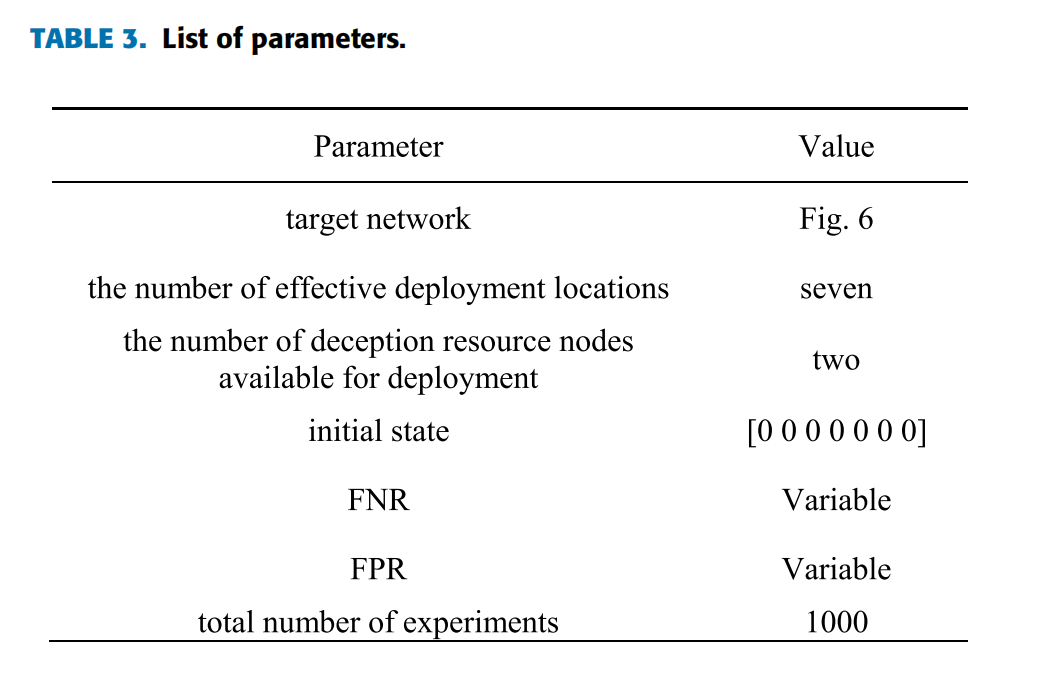 TABLE 3. List of parameters.
Parameter Value
target network Fig. 6
the number of effective deployment locations seven
the number of deception resource nodes
available for deployment two
initial state [0 0 0 0 0 0 0]
FNR Variable
FPR Variable
total number of experiments 1000